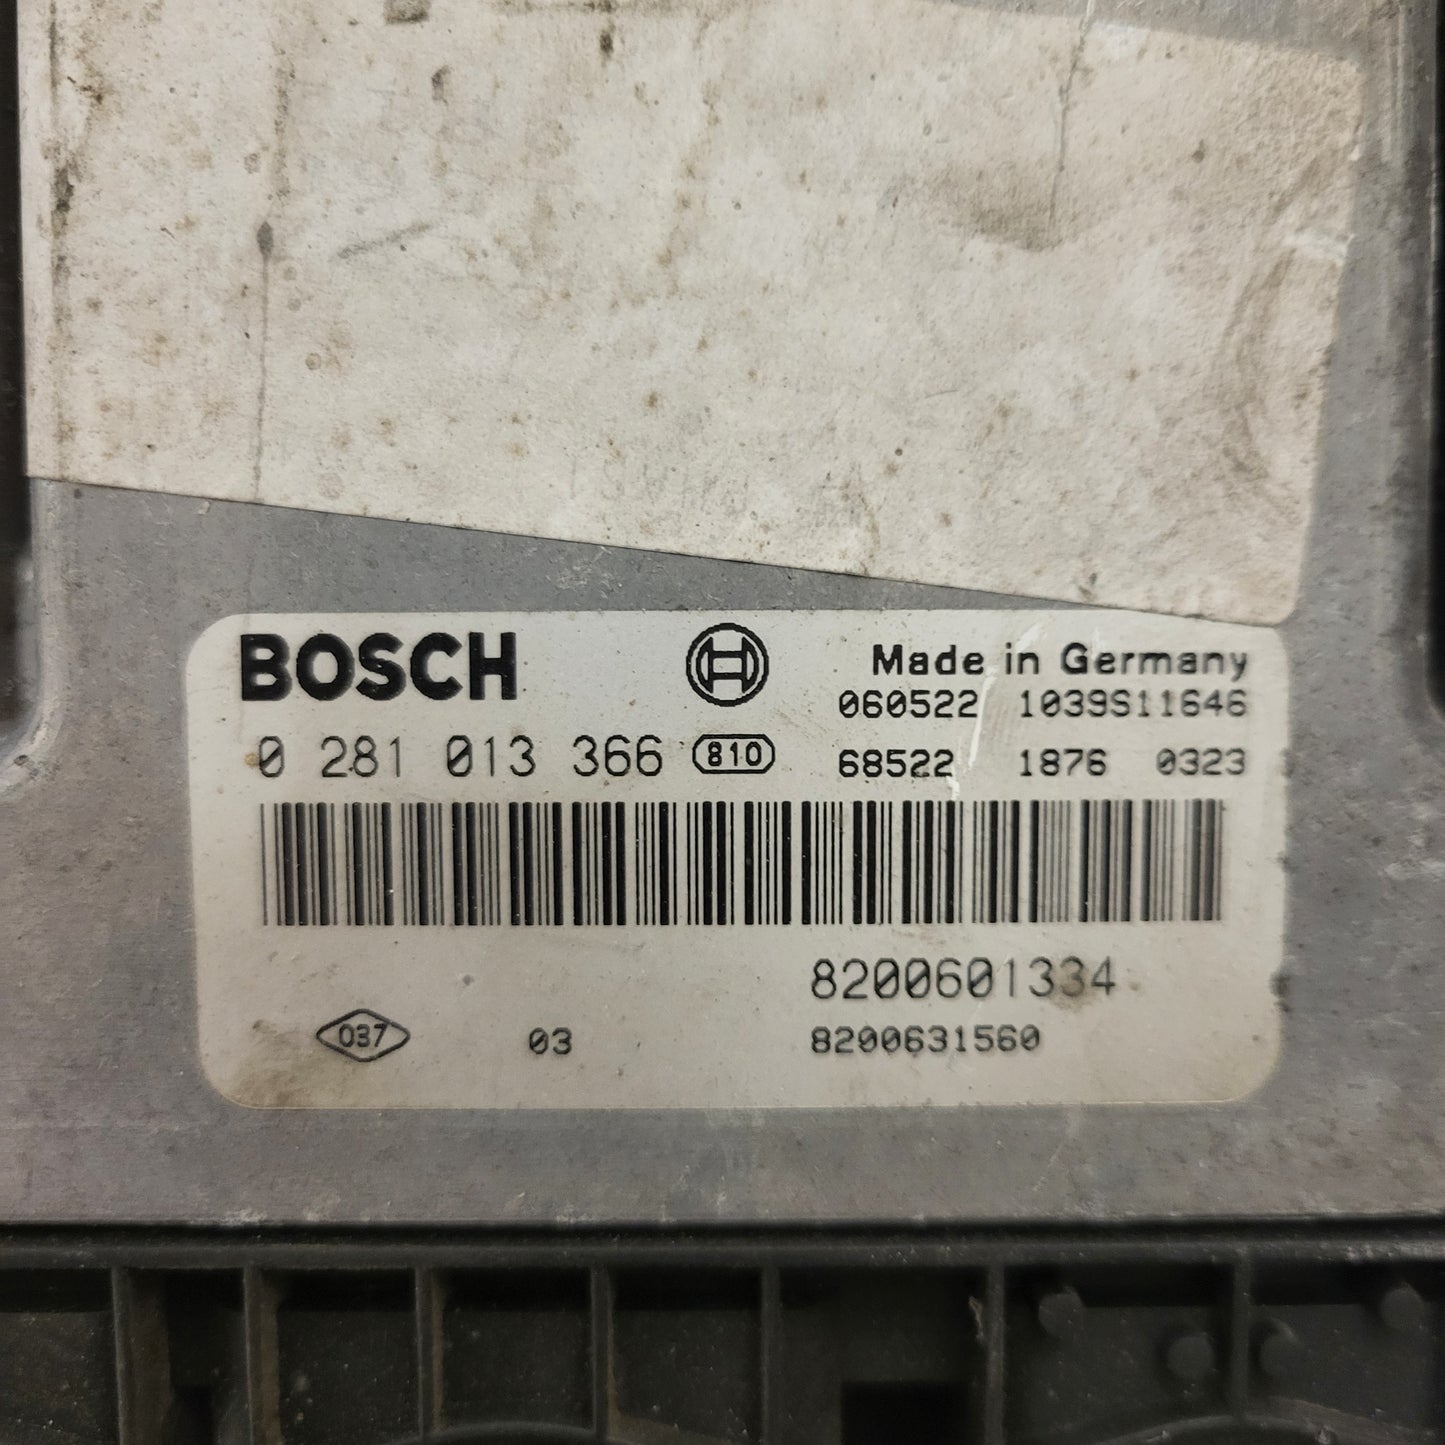 BOSCH
Made in Germany
060522 1039S11646
0 281 013 366 810 68522 1876 0323
8200601334
037 03 8200631560